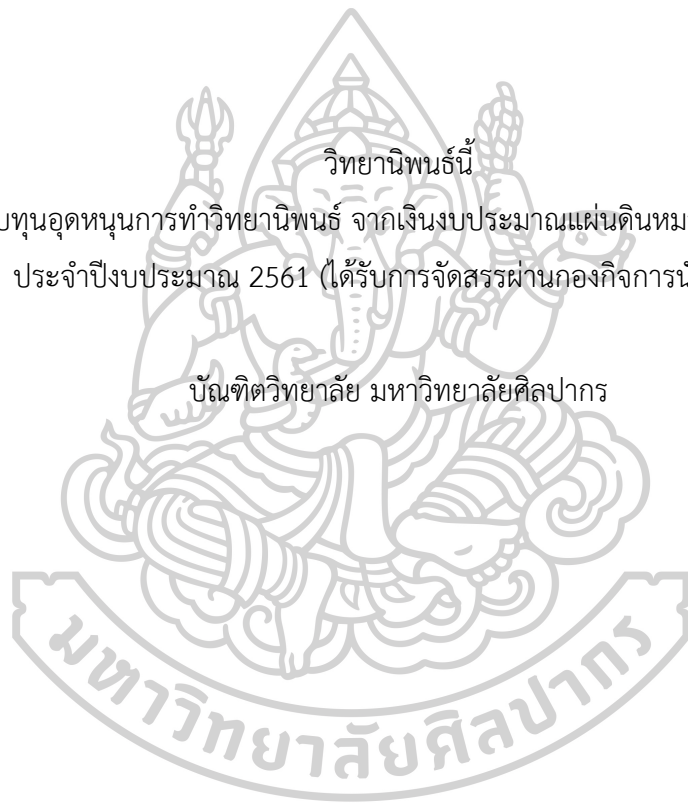 วิทยานิพนธ์นี้
บทุนอุดหนุนการทำวิทยานิพนธ์ จากเงินงบประมาณแผ่นดินหม
ประจำปีงบประมาณ 2561 (ได้รับการจัดสรรผ่านกองกิจการนั
บัณฑิตวิทยาลัย มหาวิทยาลัยศิลปากร
มหาวิทยาลัยศิลปากร